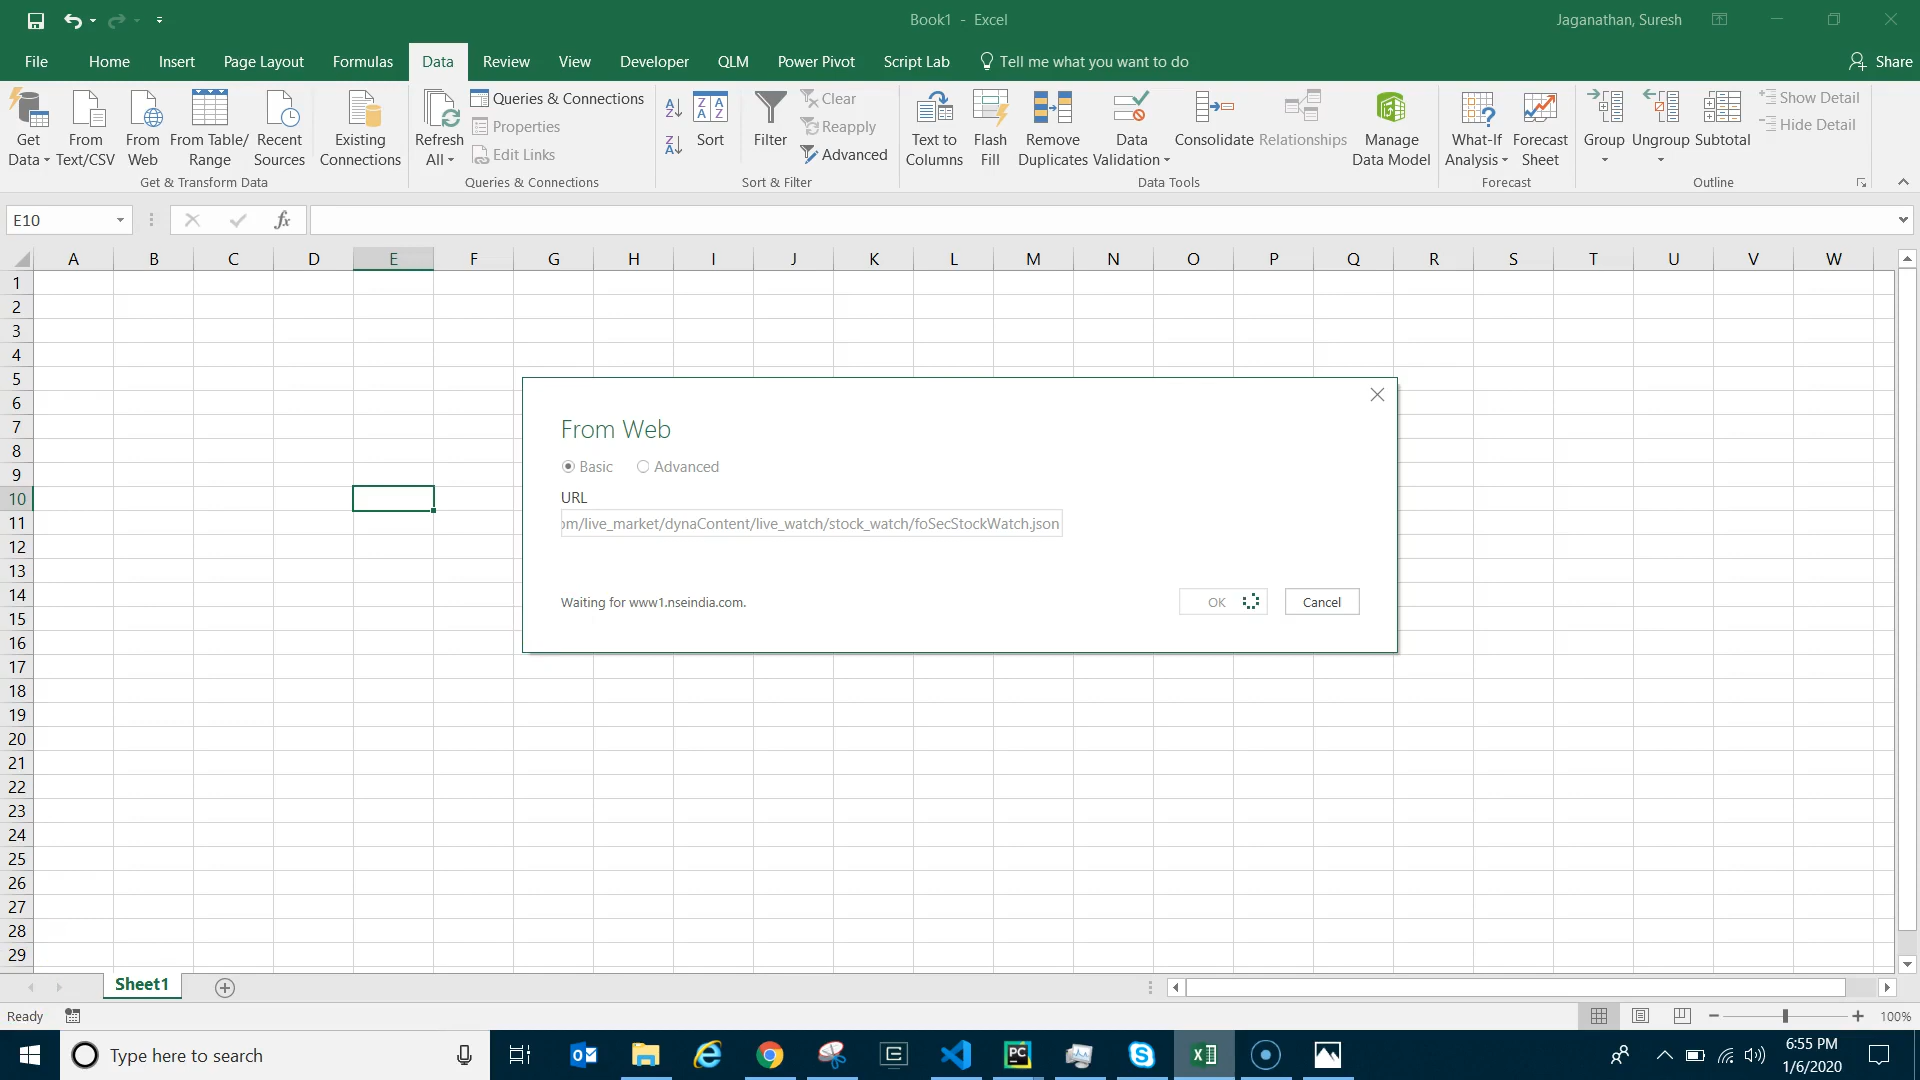 Book1 - Excel
Jaganathan, Suresh
File Home Insert Page Layout Formulas Data Review View Developer QLM Power Pivot Script Lab Tell me what you want to do Share
Get Data
From Text/CSV
From Web
From Table/ Range
Recent Sources
Existing Connections
Get & Transform Data
Refresh All
Queries & Connections
Properties
Edit Links
Queries & Connections
A Z
Z A
Z A A Z
Sort
Filter
Clear
Reapply
Advanced
Sort & Filter
Text to Columns
Flash Fill
Remove Duplicates
Data Validation
Consolidate
Relationships
Manage Data Model
Data Tools
What-If Analysis
Forecast Sheet
Forecast
Group
Ungroup
Subtotal
Show Detail
Hide Detail
Outline
E10
fx
A B C D E F G H I J K L M N O P Q R S T U V W
1
2
3
4
5
6
7
8
9
10
11
12
13
14
15
16
17
18
19
20
21
22
23
24
25
26
27
28
29
From Web
Basic Advanced
URL
om/live_market/dynaContent/live_watch/stock_watch/foSecStockWatch.json
Waiting for www1.nseindia.com.
OK Cancel
Sheet1
Ready
100%
Type here to search
PC
6:55 PM
1/6/2020